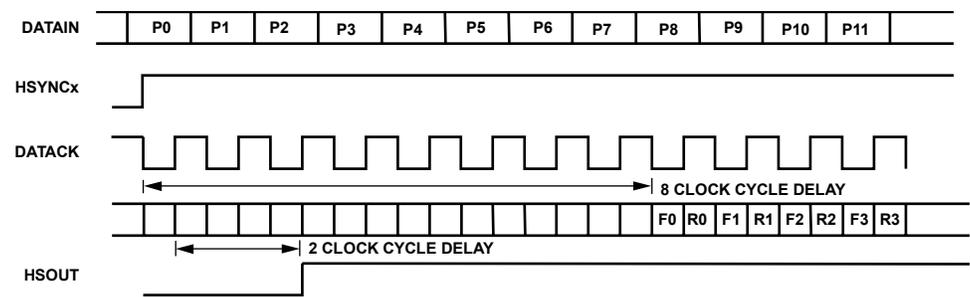 DATAIN P0 P1 P2 P3 P4 P5 P6 P7 P8 P9 P10 P11
HSYNCx
DATACK
8 CLOCK CYCLE DELAY
F0 R0 F1 R1 F2 R2 F3 R3
2 CLOCK CYCLE DELAY
HSOUT